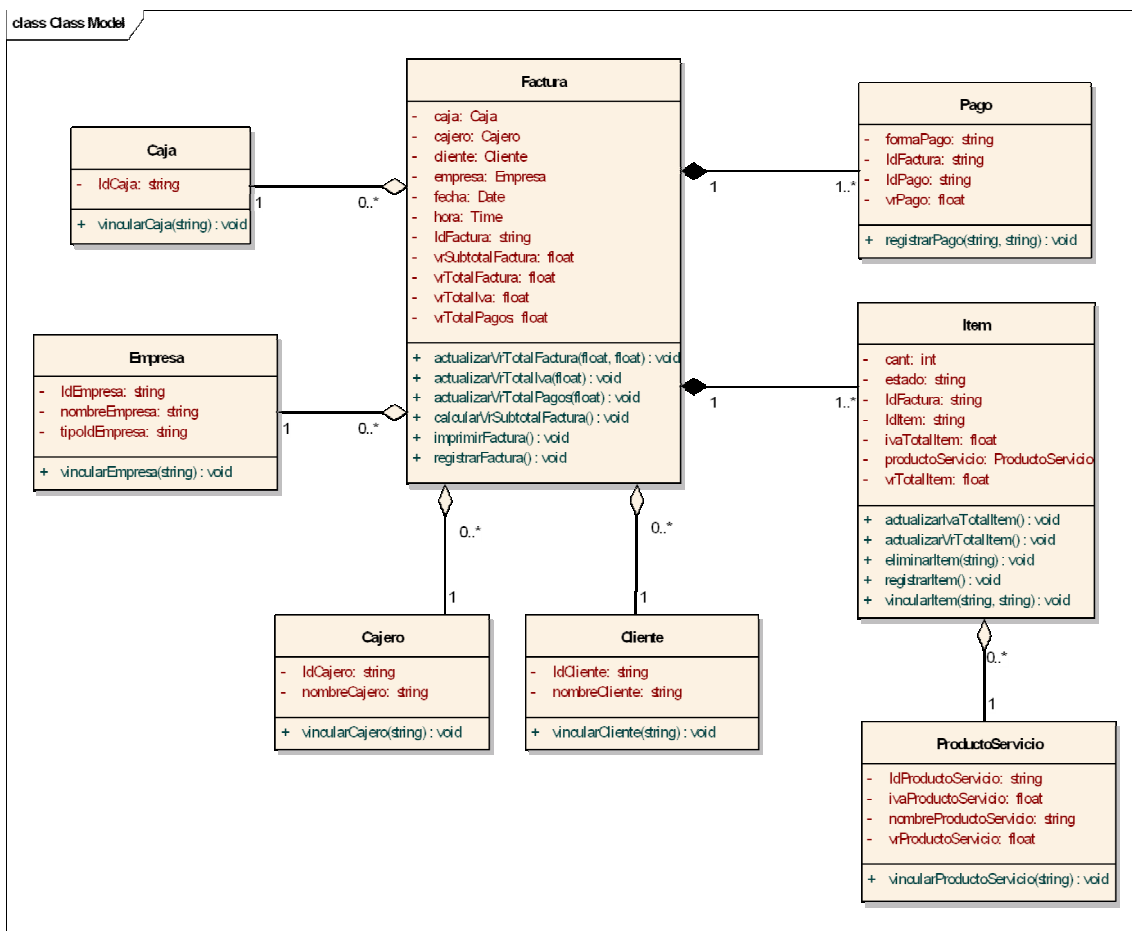 class Class Model
Factura
- caja: Caja
- cajero: Cajero
- cliente: Cliente
- empresa: Empresa
- fecha: Date
- hora: Time
- IdFactura: string
- vrSubtotalFactura: float
- vrTotalFactura: float
- vrTotalIva: float
- vrTotalPagos: float
+ actualizarVrTotalFactura(float, float) : void
+ actualizarVrTotalIva(float) : void
+ actualizarVrTotalPagos(float) : void
+ calcularVrSubtotalFactura() : void
+ imprimirFactura() : void
+ registrarFactura() : void
Caja
- IdCaja: string
+ vincularCaja(string) : void
1
0..*
Pago
- formaPago: string
- IdFactura: string
- IdPago: string
- vrPago: float
+ registrarPago(string, string) : void
1
1..*
Empresa
- IdEmpresa: string
- nombreEmpresa: string
- tipoIdEmpresa: string
+ vincularEmpresa(string) : void
1
0..*
Item
- cant: int
- estado: string
- IdFactura: string
- IdItem: string
- ivaTotalItem: float
- productoServicio: ProductoServicio
- vrTotalItem: float
+ actualizarIvaTotalItem() : void
+ actualizarVrTotalItem() : void
+ eliminarItem(string) : void
+ registrarItem() : void
+ vincularItem(string, string) : void
1
1..*
0..*
1
Cajero
- IdCajero: string
- nombreCajero: string
+ vincularCajero(string) : void
0..*
1
Cliente
- IdCliente: string
- nombreCliente: string
+ vincularCliente(string) : void
0..*
1
ProductoServicio
- IdProductoServicio: string
- ivaProductoServicio: float
- nombreProductoServicio: string
- vrProductoServicio: float
+ vincularProductoServicio(string) : void